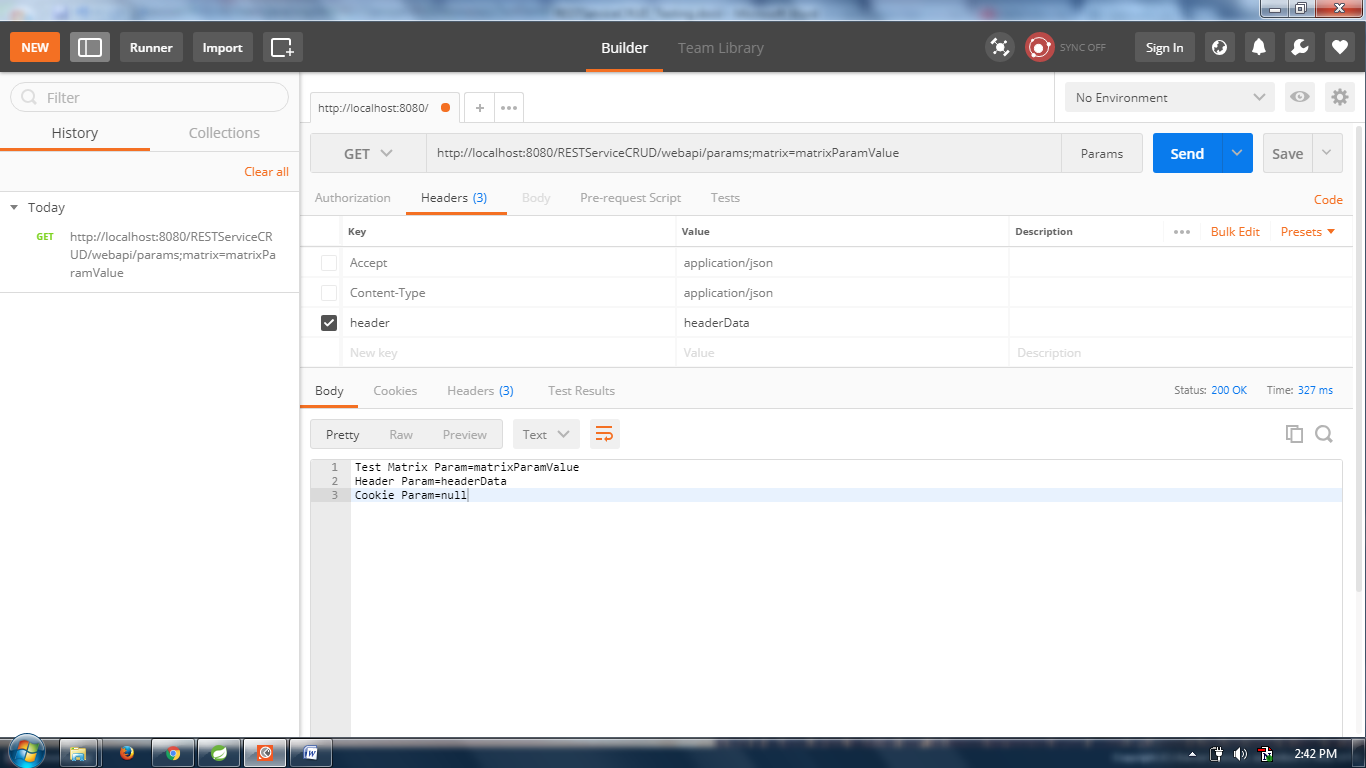 NEW
Runner
Import
Builder
Team Library
SYNC OFF
Sign In
Filter
History
Collections
Clear all
Today
GET
http://localhost:8080/RESTServiceCR
UD/webapi/params;matrix=matrixPa
ramValue
http://localhost:8080/
No Environment
GET
http://localhost:8080/RESTServiceCRUD/webapi/params;matrix=matrixParamValue
Params
Send
Save
Authorization
Headers (3)
Body
Pre-request Script
Tests
Code
Key
Value
Description
Bulk Edit
Presets
Accept
application/json
Content-Type
application/json
header
headerData
New key
Value
Description
Body
Cookies
Headers (3)
Test Results
Status: 200 OK
Time: 327 ms
Pretty
Raw
Preview
Text
1 Test Matrix Param=matrixParamValue
2 Header Param=headerData
3 Cookie Param=null
2:42 PM